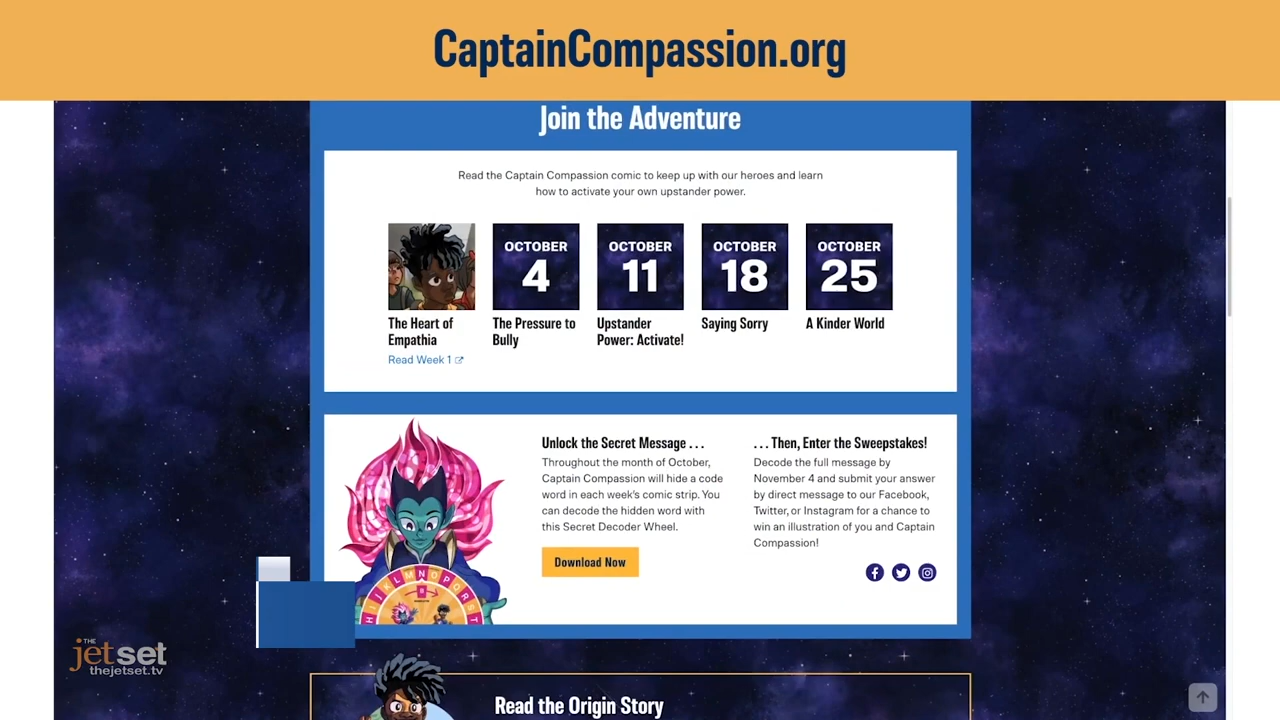 CaptainCompassion.org
Join the Adventure
Read the Captain Compassion comic to keep up with our heroes and learn
how to activate your own upstander power.
OCTOBER
4
OCTOBER
11
OCTOBER
18
OCTOBER
25
The Heart of
Empathia
Read Week 1
The Pressure to
Bully
Upstander
Power: Activate!
Saying Sorry
A Kinder World
Unlock the Secret Message . . .
Throughout the month of October,
Captain Compassion will hide a code
word in each week's comic strip. You
can decode the hidden word with
this Secret Decoder Wheel.
Download Now
. . . Then, Enter the Sweepstakes!
Decode the full message by
November 4 and submit your answer
by direct message to our Facebook,
Twitter, or Instagram for a chance to
win an illustration of you and Captain
Compassion!
H I J K L M N O P Q R S T
THE
jetset
thejetset.tv
Read the Origin Story